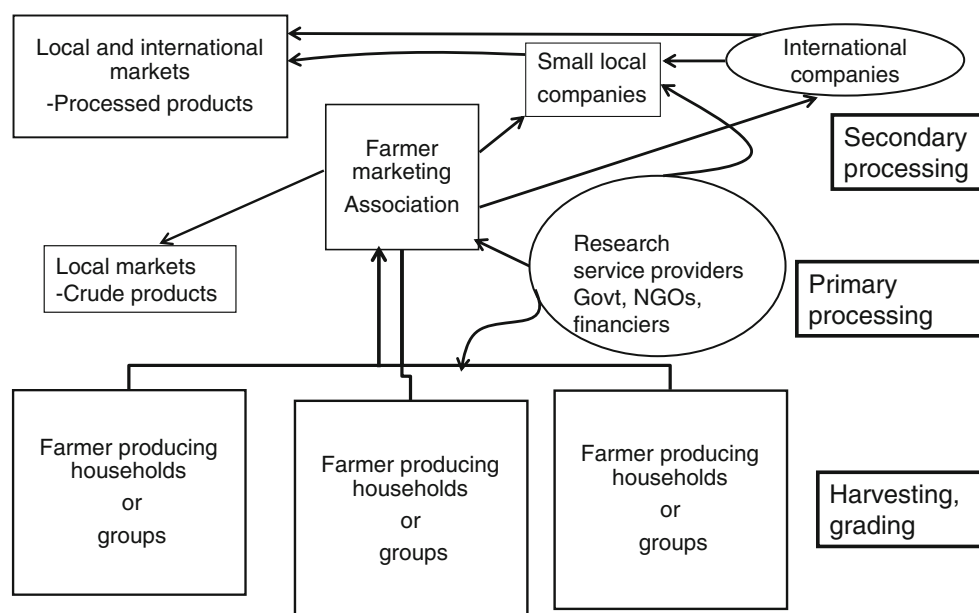 Local and international
markets
-Processed products
Small local
companies
International
companies
Secondary
processing
Farmer
marketing
Association
Local markets
-Crude products
Research
service providers
Govt, NGOs,
financiers
Primary
processing
Farmer producing
households
or
groups
Farmer producing
households
or
groups
Farmer producing
households
or
groups
Harvesting,
grading